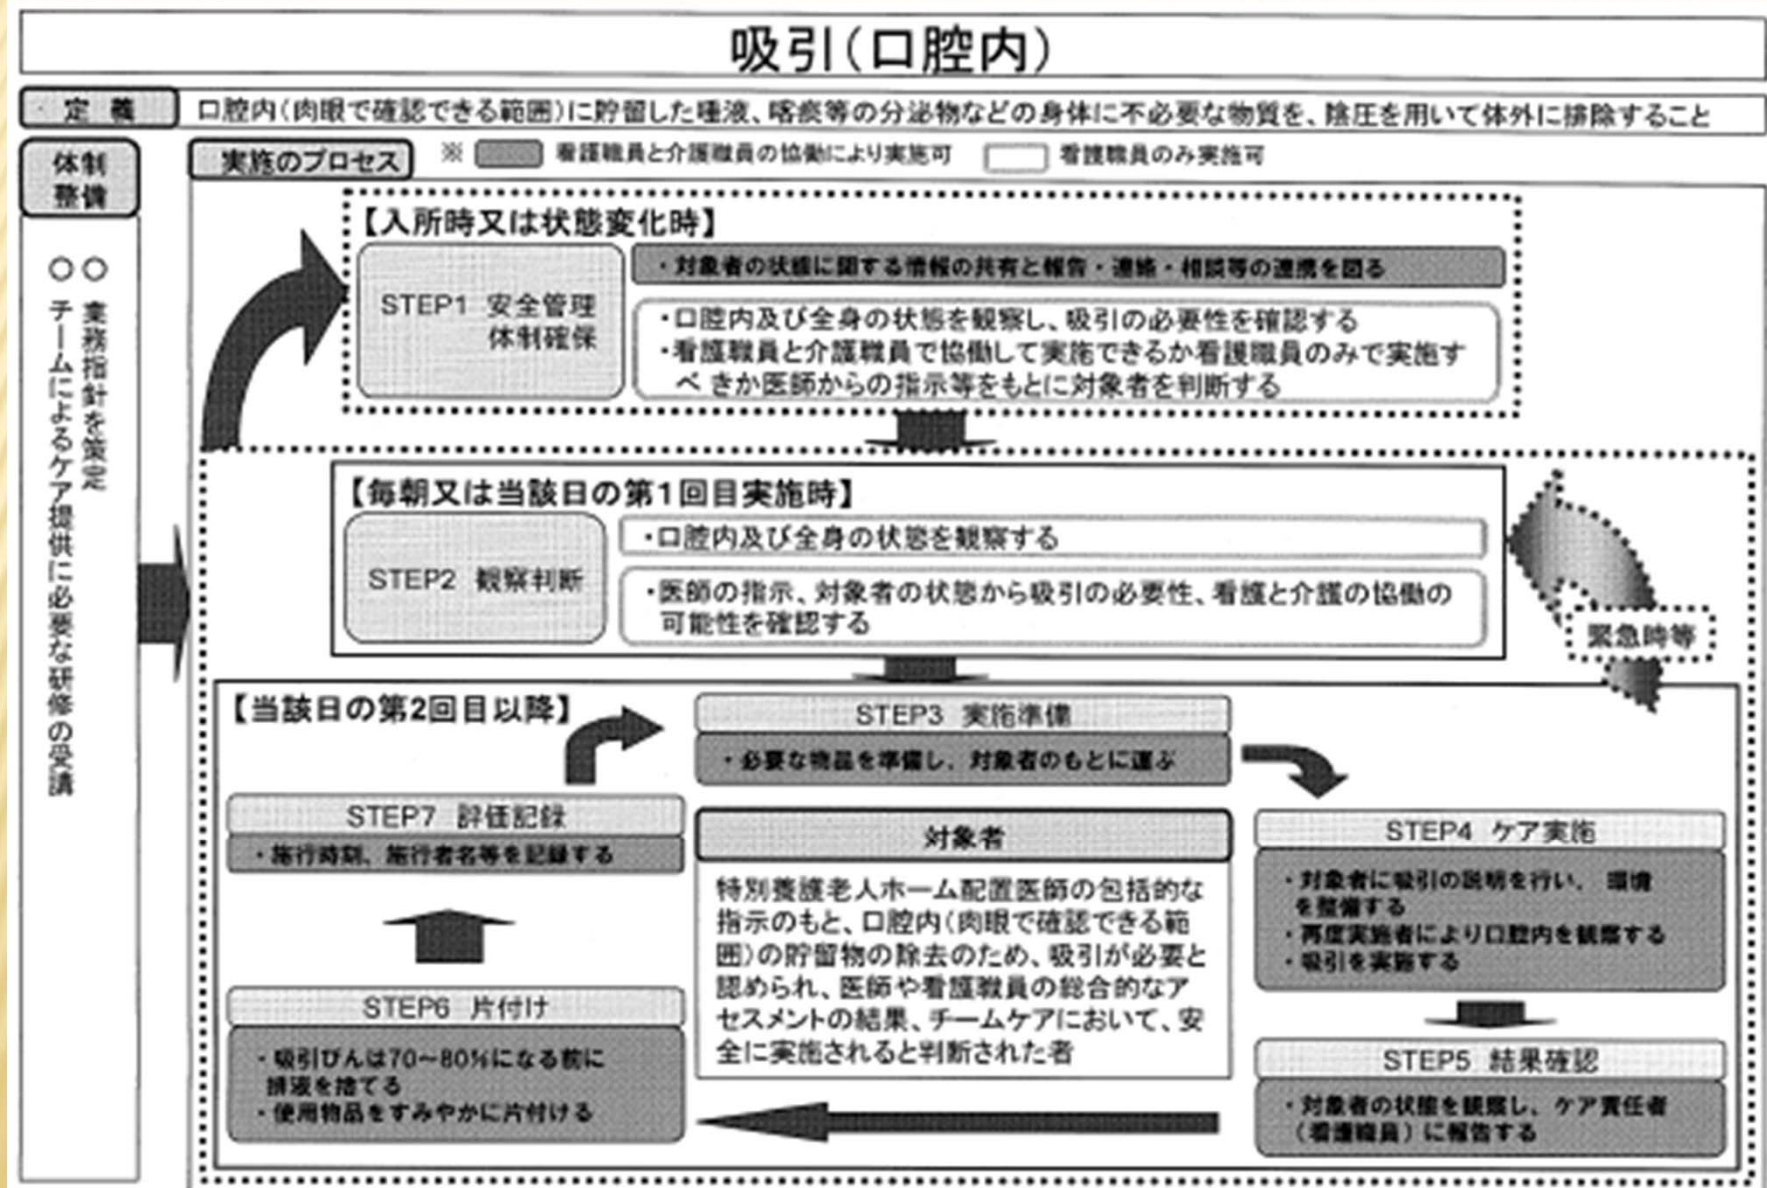 吸引(口腔内)
定義
口腔内(肉眼で確認できる範囲)に貯留した唾液、喀痰等の分泌物などの身体に不必要な物質を、陰圧を用いて体外に排除すること
体制
整備
○ 業務指針を策定
○ チームによるケア提供に必要な研修の受講
実施のプロセス
※ 看護職員と介護職員の協働により実施可 看護職員のみ実施可
【入所時又は状態変化時】
STEP1 安全管理
体制確保
・対象者の状態に関する情報の共有と報告・連絡・相談等の連携を図る
・口腔内及び全身の状態を観察し、吸引の必要性を確認する
・看護職員と介護職員で協働して実施できるか看護職員のみで実施す
べきか医師からの指示等をもとに対象者を判断する
【毎朝又は当該日の第1回目実施時】
STEP2 観察判断
・口腔内及び全身の状態を観察する
・医師の指示、対象者の状態から吸引の必要性、看護と介護の協働の
可能性を確認する
緊急時等
【当該日の第2回目以降】
STEP3 実施準備
・必要な物品を準備し、対象者のもとに運ぶ
STEP4 ケア実施
・対象者に吸引の説明を行い、環境
を整備する
・再度実施者により口腔内を観察する
・吸引を実施する
STEP5 結果確認
・対象者の状態を観察し、ケア責任者
(看護職員)に報告する
STEP6 片付け
・吸引びんは70~80%になる前に
排液を捨てる
・使用物品をすみやかに片付ける
STEP7 評価記録
・施行時刻、施行者名等を記録する
対象者
特別養護老人ホーム配置医師の包括的な
指示のもと、口腔内(肉眼で確認できる範
囲)の貯留物の除去のため、吸引が必要と
認められ、医師や看護職員の総合的なア
セスメントの結果、チームケアにおいて、安
全に実施されると判断された者